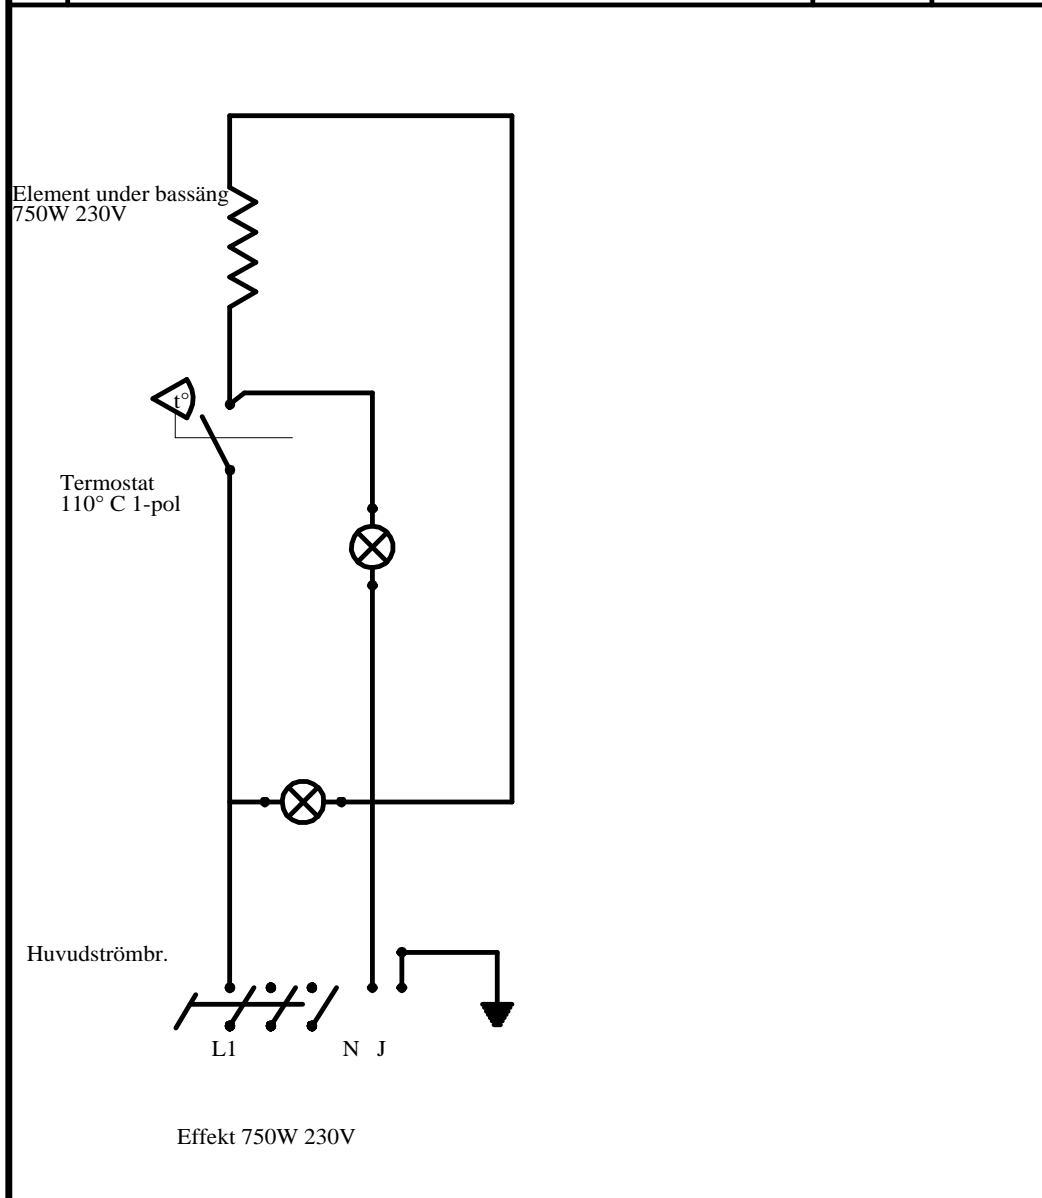 Element under bassäng
750W 230V
t°
Termostat
110° C 1-pol
Huvudströmbr.
L1 N J
Effekt 750W 230V